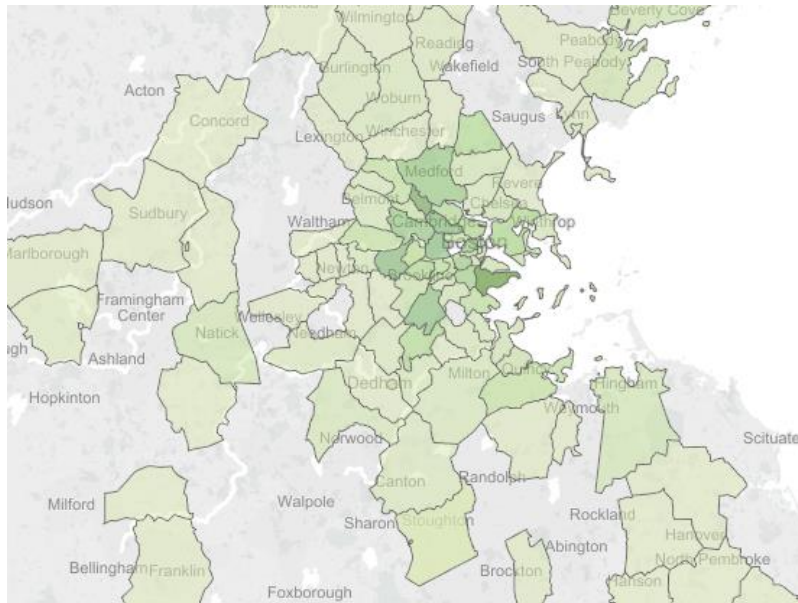 Beverly Cove
Wilmington
Reading
Peabody
Burlington
Wakefield
South Peabody
Acton
Woburn
Concord
Saugus
Lynn
Lexington
Winchester
Medford
Revere
Belmont
Chelsea
Hudson
Sudbury
Waltham
Cambridge
Winthrop
Boston
Marlborough
Newton
Brookline
Framingham
Center
Wellesley
Natick
Needham
Ashland
Dedham
Milton
Quincy
Hingham
Hopkinton
Weymouth
Norwood
Scituate
Canton
Randolph
Milford
Walpole
Sharon
Stoughton
Rockland
Hanover
Abington
North Pembroke
Bellingham
Franklin
Brockton
Hanson
Foxborough